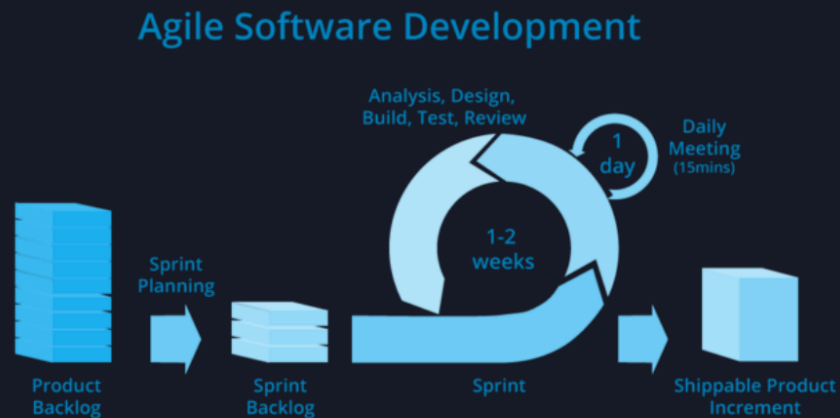 Agile Software Development
Analysis, Design,
Build, Test, Review
1
day
Daily
Meeting
(15mins)
1-2
weeks
Sprint
Planning
Product
Backlog
Sprint
Backlog
Sprint
Shippable Product
Increment